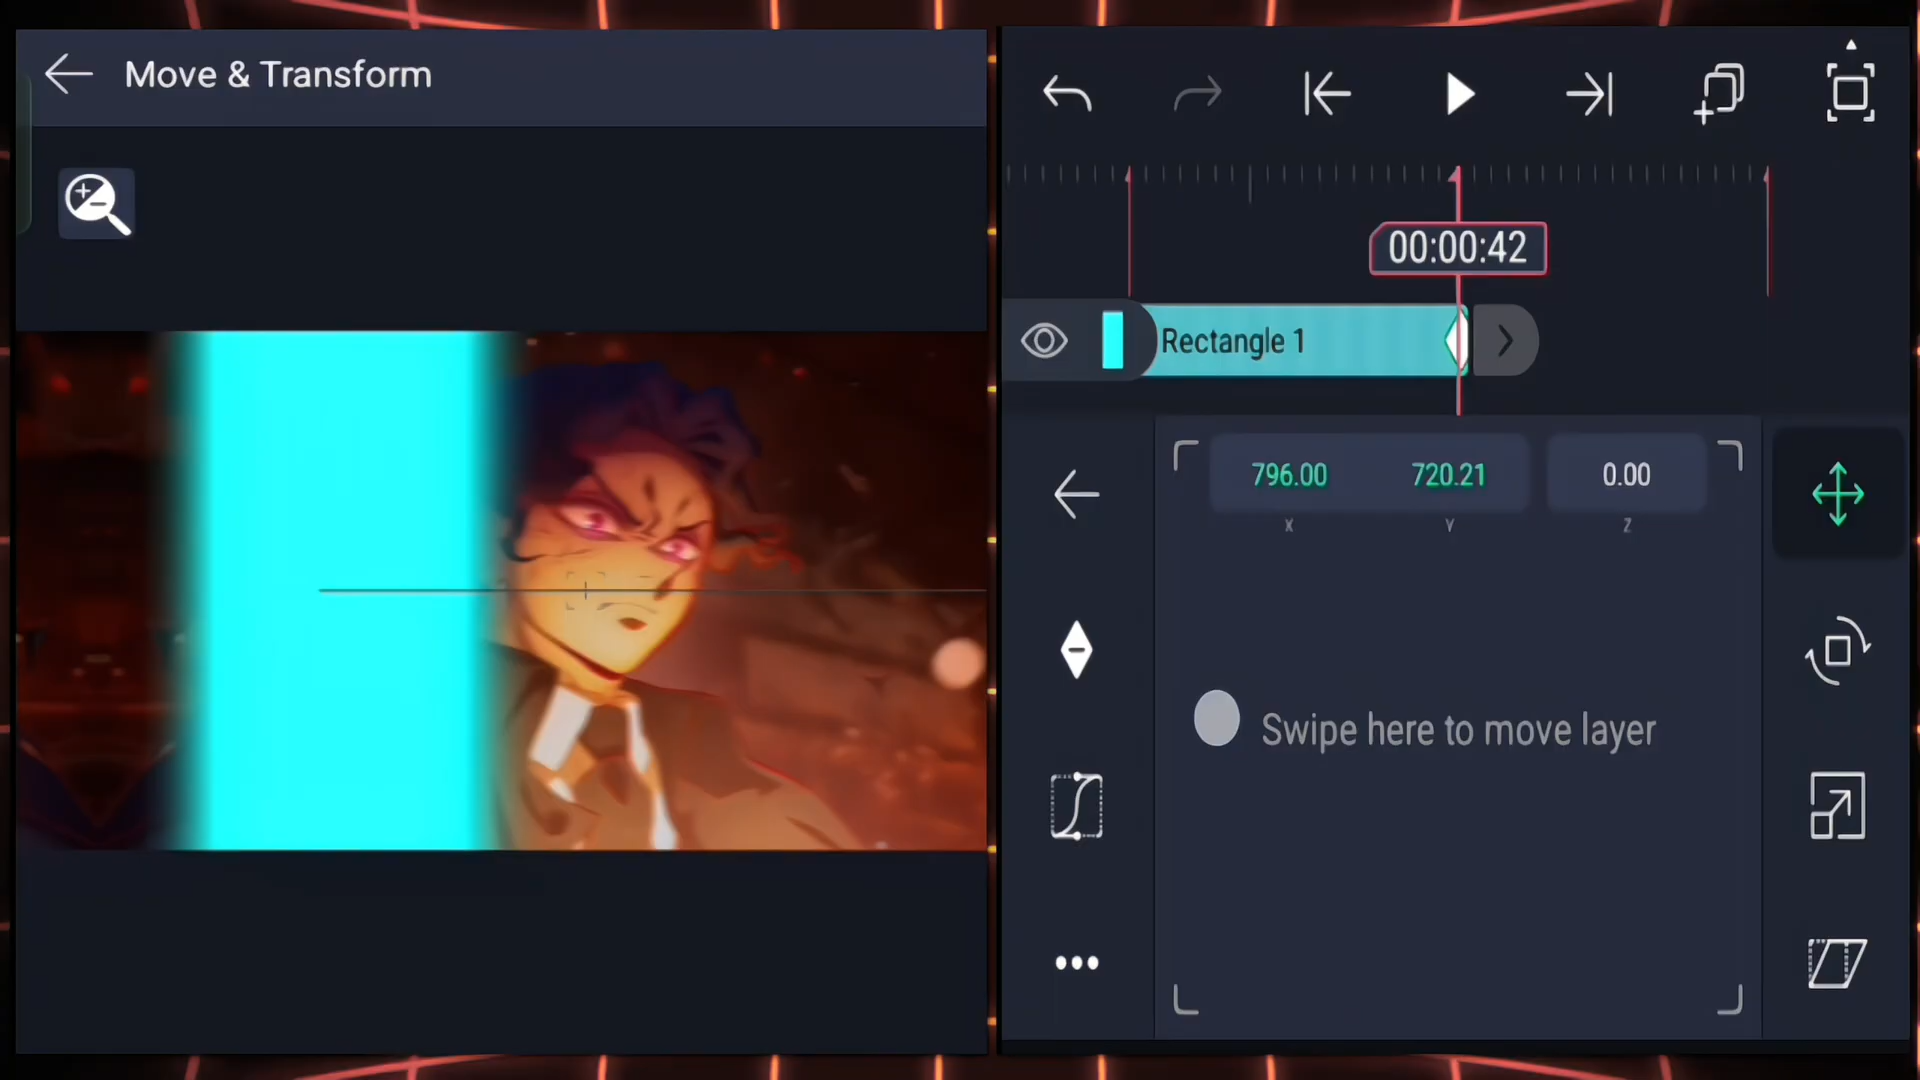 Move & Transform
00:00:42
Rectangle 1
796.00 720.21 0.00
X Y Z
Swipe here to move layer